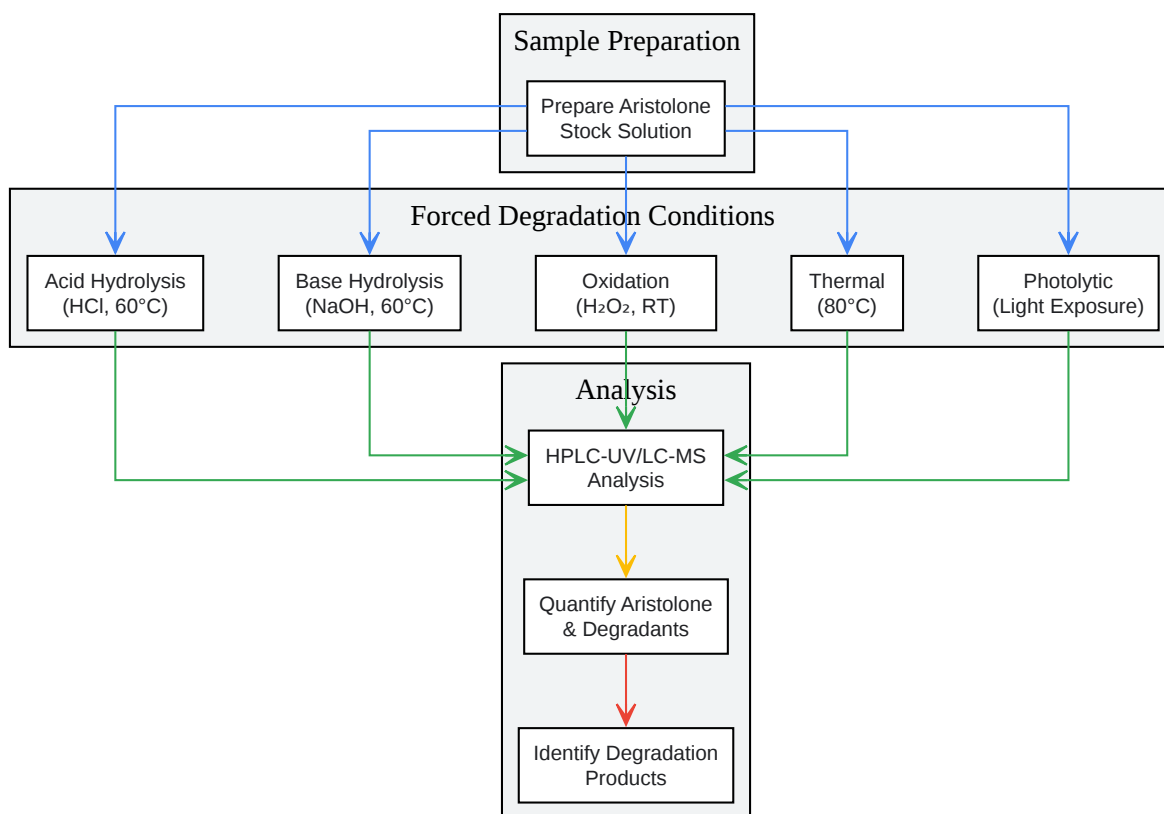 Sample Preparation
Prepare Aristolone
Stock Solution
Forced Degradation Conditions
Acid Hydrolysis
(HCl, 60°C)
Base Hydrolysis
(NaOH, 60°C)
Oxidation
(H₂O₂, RT)
Thermal
(80°C)
Photolytic
(Light Exposure)
Analysis
HPLC-UV/LC-MS
Analysis
Quantify Aristolone
& Degradants
Identify Degradation
Products